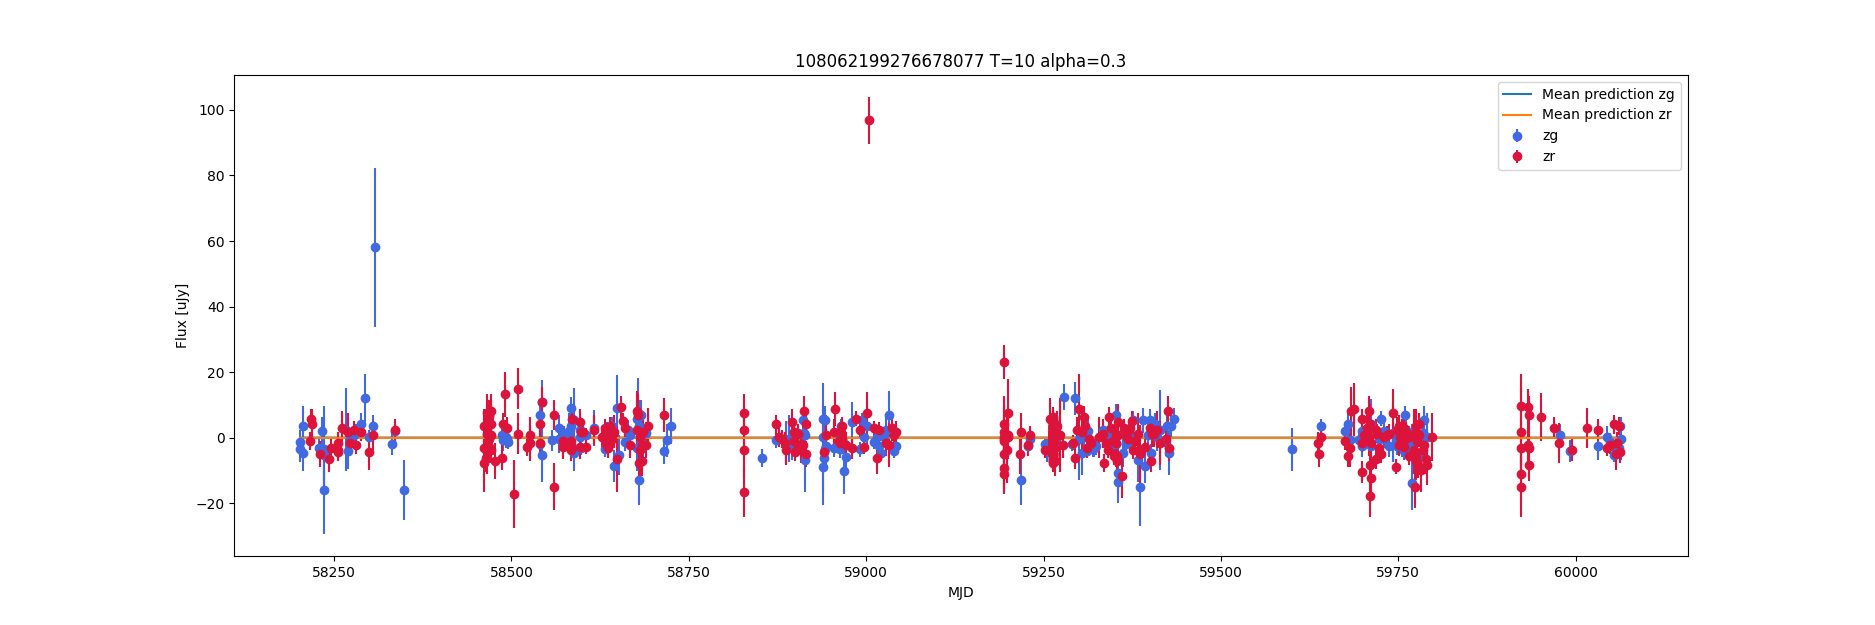 108062199276678077 T=10 alpha=0.3
Mean prediction zg
Mean prediction zr
zg
zr
Flux [uJy]
100
80
60
40
20
0
−20
58250 58500 58750 59000 59250 59500 59750 60000
MJD